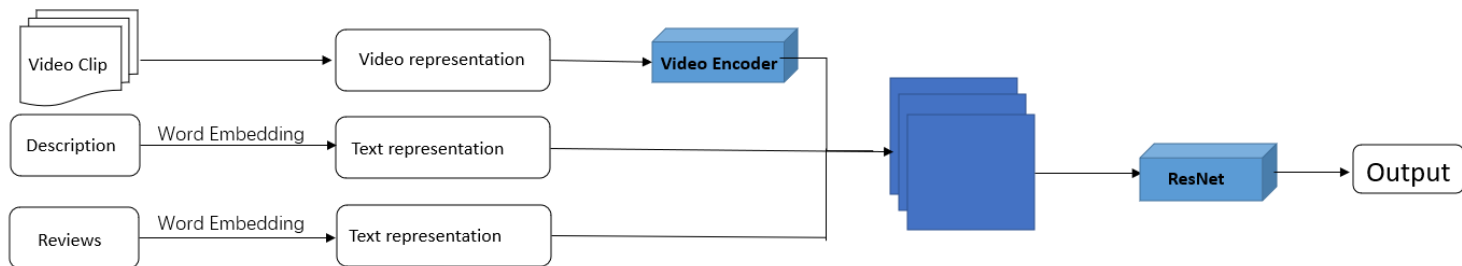 Video Clip
Video representation
Video Encoder
Description
Word Embedding
Text representation
Reviews
Word Embedding
Text representation
ResNet
Output